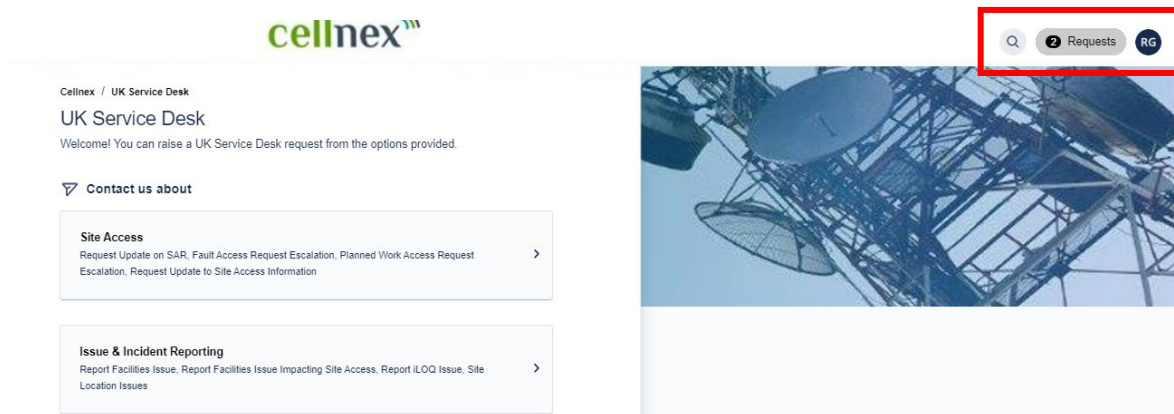 cellnex
2 Requests RG
Cellnex / UK Service Desk
UK Service Desk
Welcome! You can raise a UK Service Desk request from the options provided.
Contact us about
Site Access
Request Update on SAR, Fault Access Request Escalation, Planned Work Access Request
Escalation, Request Update to Site Access Information
Issue & Incident Reporting
Report Facilities Issue, Report Facilities Issue Impacting Site Access, Report iLOQ Issue, Site
Location Issues